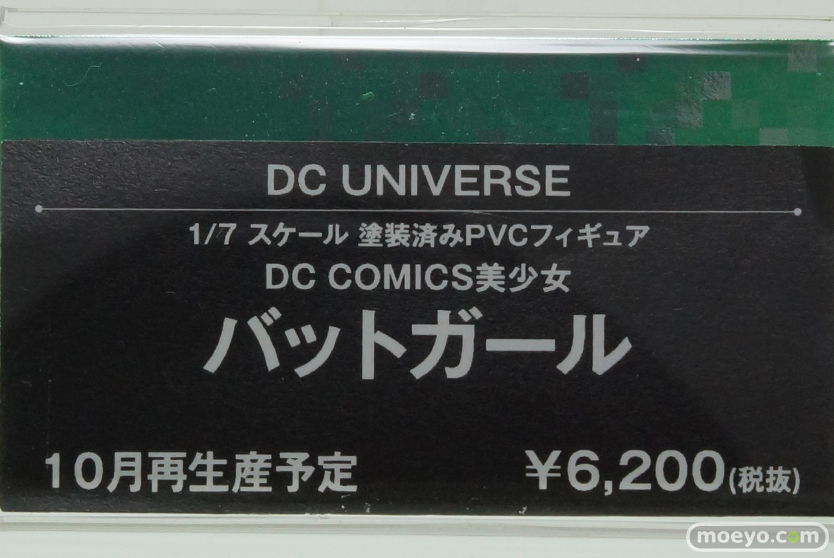 DC UNIVERSE
1/7 スケール 塗装済みPVCフィギュア
DC COMICS美少女
バットガール
10月再生産予定 ¥6,200(税抜)
moeyo.com